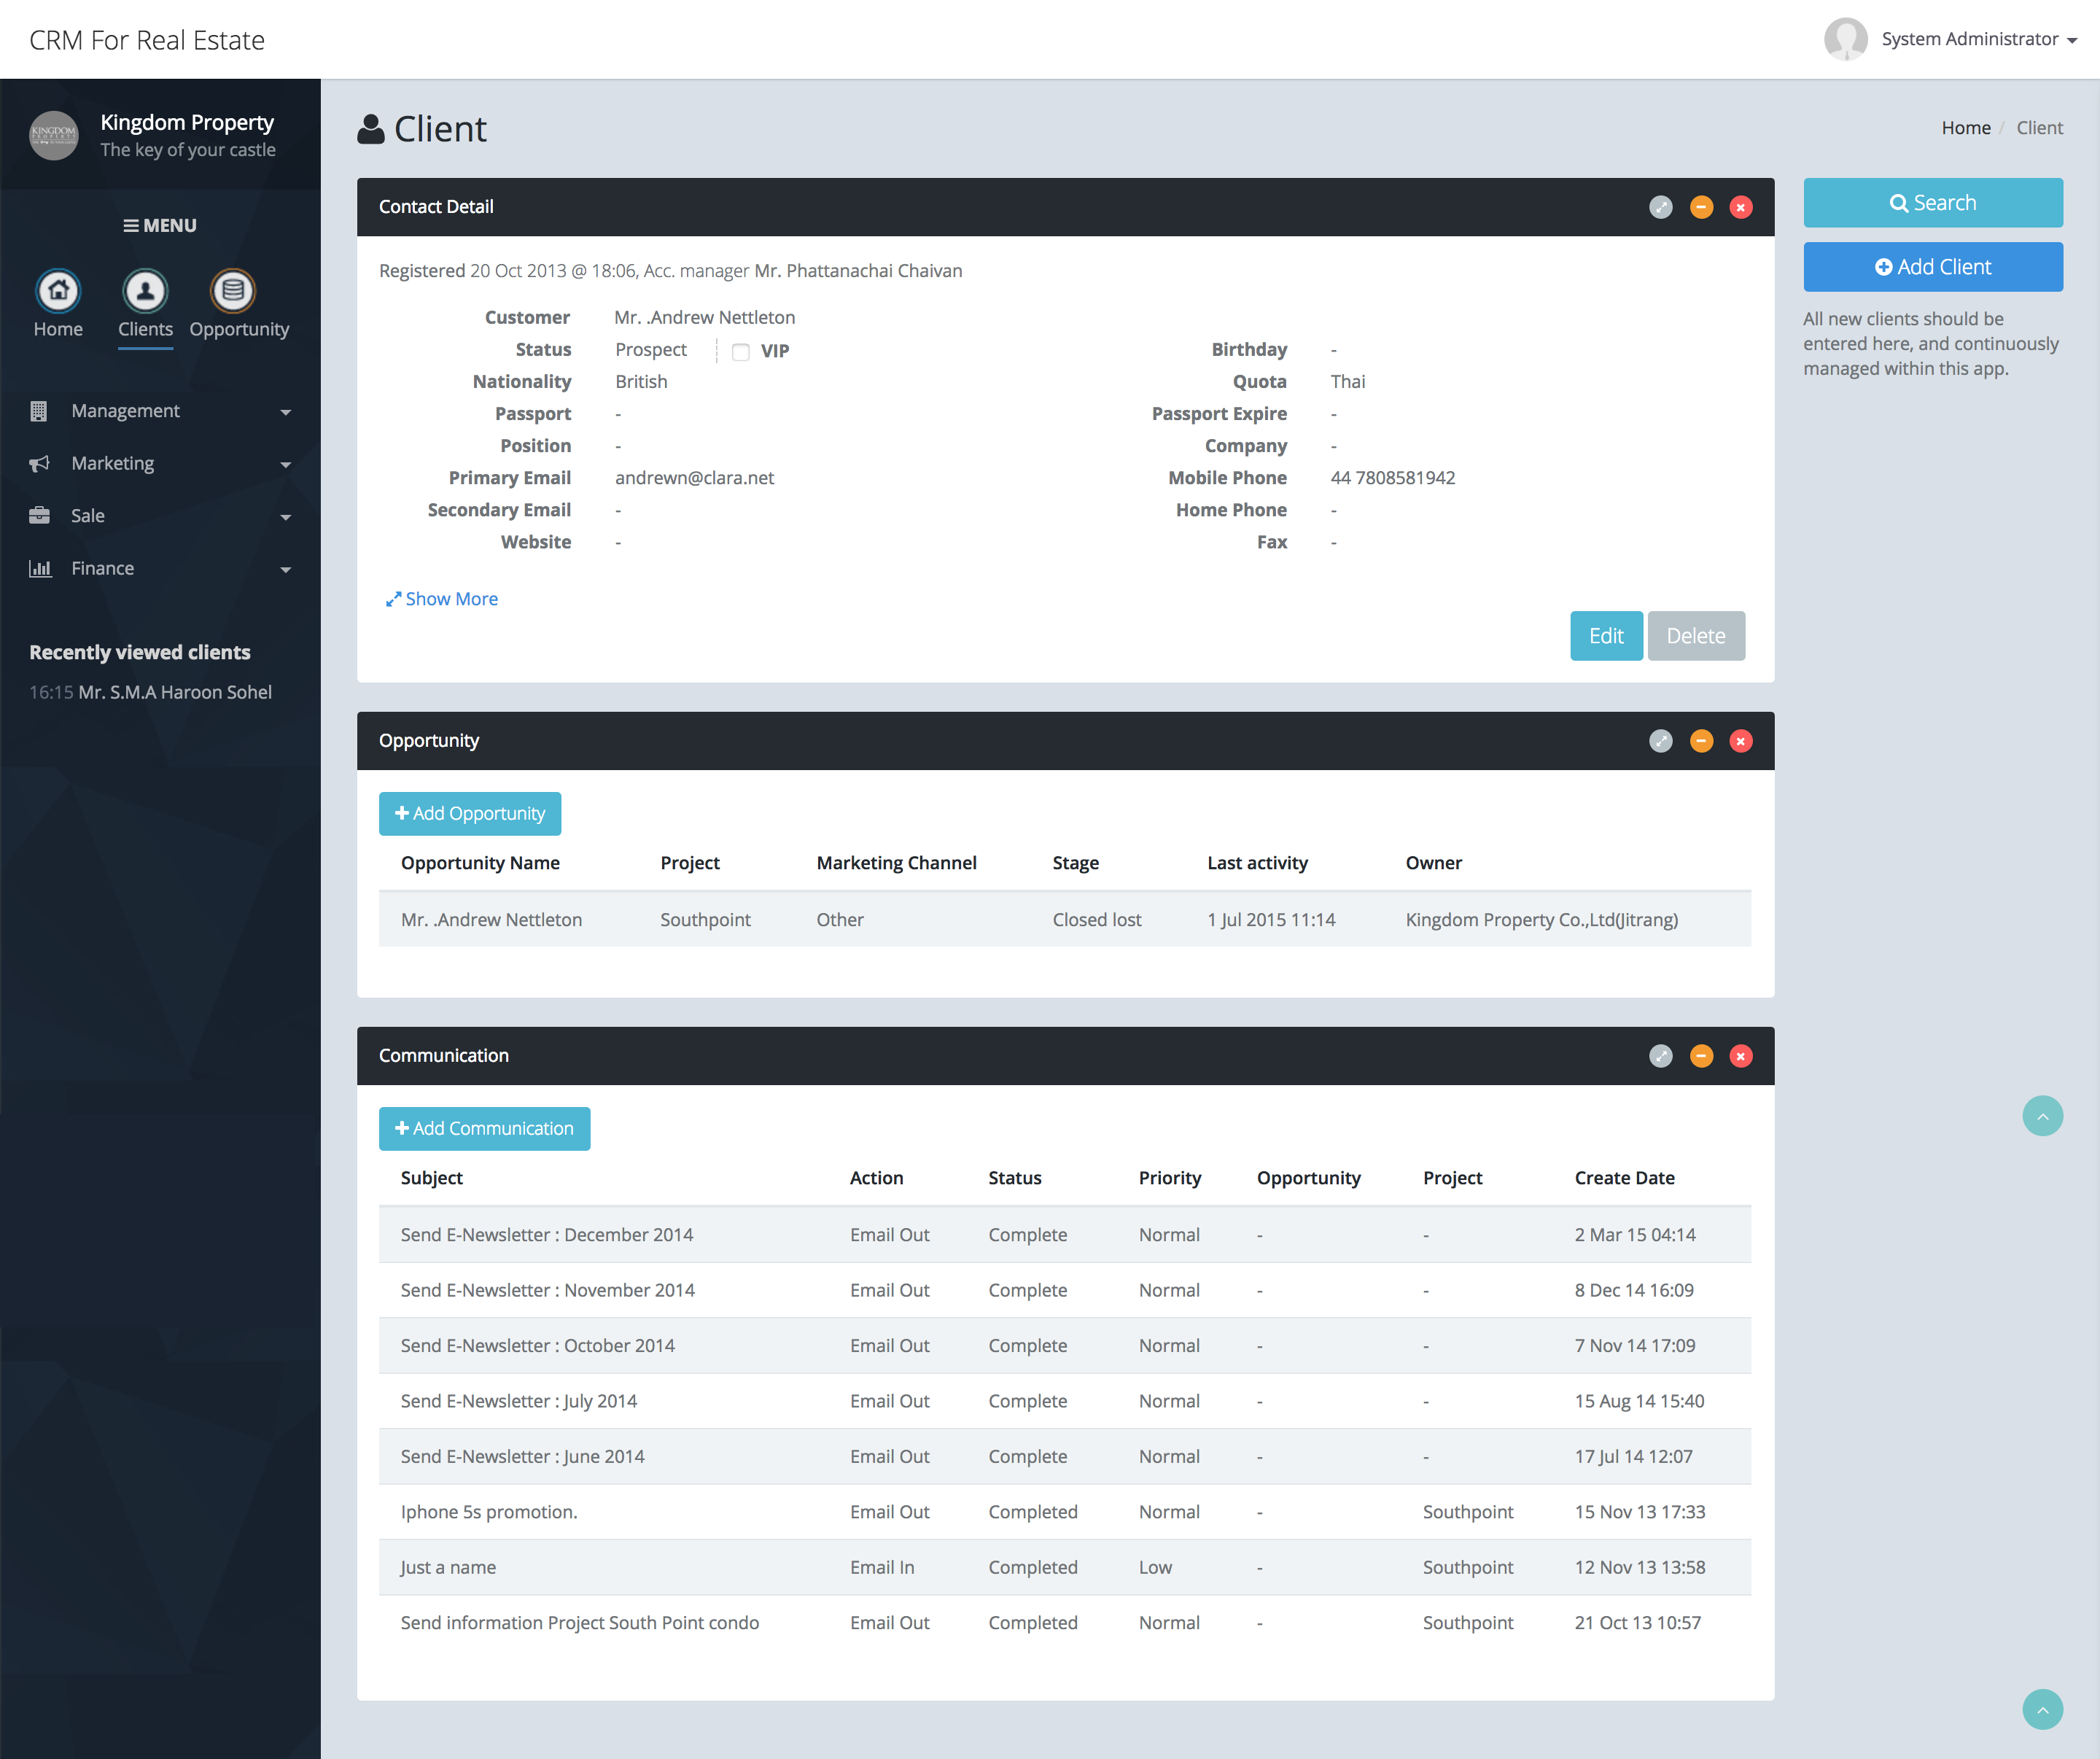 CRM For Real Estate
System Administrator
KINGDOM
PROPERTY
Kingdom Property
The key of your castle
MENU
Home
Clients
Opportunity
Management
Marketing
Sale
Finance
Recently viewed clients
16:15 Mr. S.M.A Haroon Sohel
Client
Home / Client
Contact Detail
Registered 20 Oct 2013 @ 18:06, Acc. manager Mr. Phattanachai Chaivan
Customer Mr. .Andrew Nettleton
Status Prospect VIP Birthday -
Nationality British Quota Thai
Passport - Passport Expire -
Position - Company -
Primary Email andrewn@clara.net Mobile Phone 44 7808581942
Secondary Email - Home Phone -
Website - Fax -
Show More
Edit Delete
Search
Add Client
All new clients should be
entered here, and continuously
managed within this app.
Opportunity
Add Opportunity
Opportunity Name Project Marketing Channel Stage Last activity Owner
Mr. .Andrew Nettleton Southpoint Other Closed lost 1 Jul 2015 11:14 Kingdom Property Co.,Ltd(Jitrang)
Communication
Add Communication
Subject Action Status Priority Opportunity Project Create Date
Send E-Newsletter : December 2014 Email Out Complete Normal - - 2 Mar 15 04:14
Send E-Newsletter : November 2014 Email Out Complete Normal - - 8 Dec 14 16:09
Send E-Newsletter : October 2014 Email Out Complete Normal - - 7 Nov 14 17:09
Send E-Newsletter : July 2014 Email Out Complete Normal - - 15 Aug 14 15:40
Send E-Newsletter : June 2014 Email Out Complete Normal - - 17 Jul 14 12:07
Iphone 5s promotion. Email Out Completed Normal - Southpoint 15 Nov 13 17:33
Just a name Email In Completed Low - Southpoint 12 Nov 13 13:58
Send information Project South Point condo Email Out Completed Normal - Southpoint 21 Oct 13 10:57